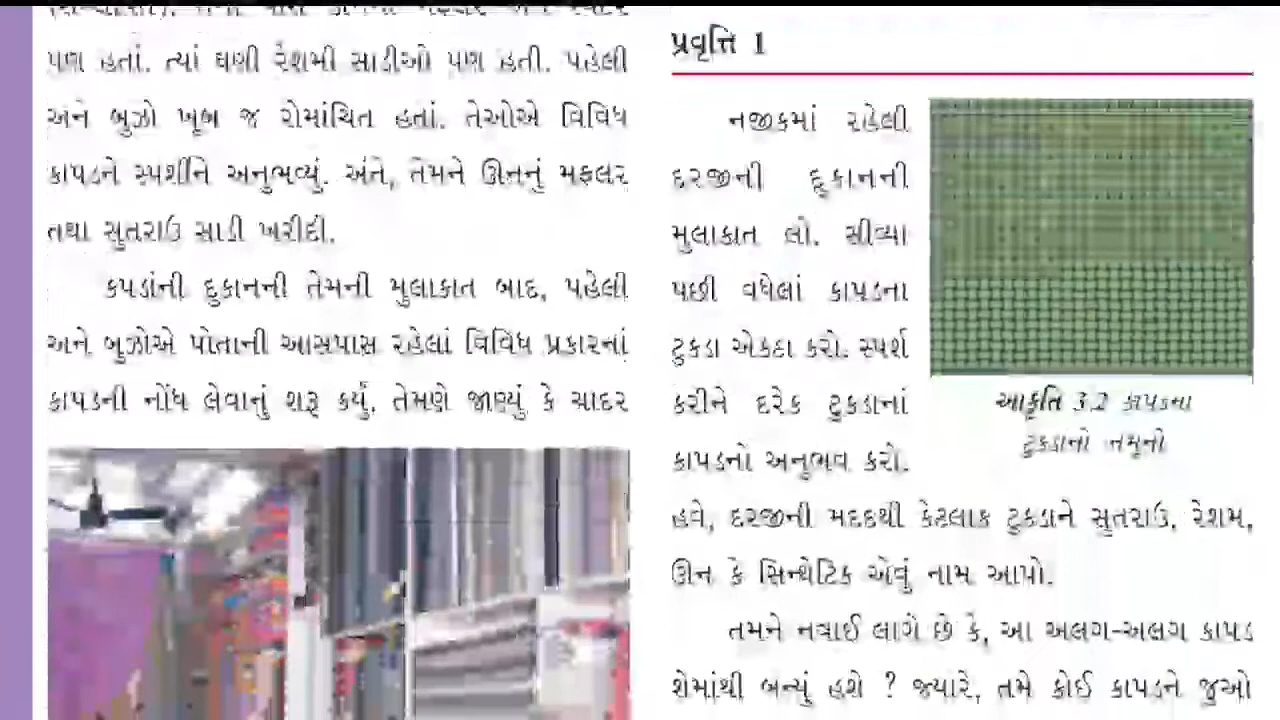 પણ હતાં. ત્યાં ઘણી રેશમી સાડીઓ પણ હતી. પહેલી
અને બુઝો ખૂબ જ રોમાંચિત હતાં. તેઓએ વિવિધ
કાપડને સ્પર્શીને અનુભવ્યું. અંતે, તેમને ઊનનું મફલર
તથા સુતરાઉ સાડી ખરીદી.
કપડાંની દુકાનની તેમની મુલાકાત બાદ, પહેલી
અને બુઝોએ પોતાની આસપાસ રહેલાં વિવિધ પ્રકારનાં
કાપડની નોંધ લેવાનું શરૂ કર્યું. તેમણે જાણ્યું કે ચાદર
પ્રવૃત્તિ 1
નજીકમાં રહેલી
દરજીની દુકાનની
મુલાકાત લો. સીવ્યા
પછી વધેલાં કાપડના
ટુકડા એકઠા કરો. સ્પર્શ
કરીને દરેક ટુકડાનાં
કાપડનો અનુભવ કરો.
આકૃતિ 3.2 કાપડના
ટુકડાનો નમૂનો
હવે, દરજીની મદદથી કેટલાક ટુકડાને સુતરાઉ, રેશમ,
ઊન કે સિન્થેટિક એવું નામ આપો.
તમને નવાઈ લાગે છે કે, આ અલગ-અલગ કાપડ
શેમાંથી બન્યું હશે ? જ્યારે, તમે કોઈ કાપડને જુઓ